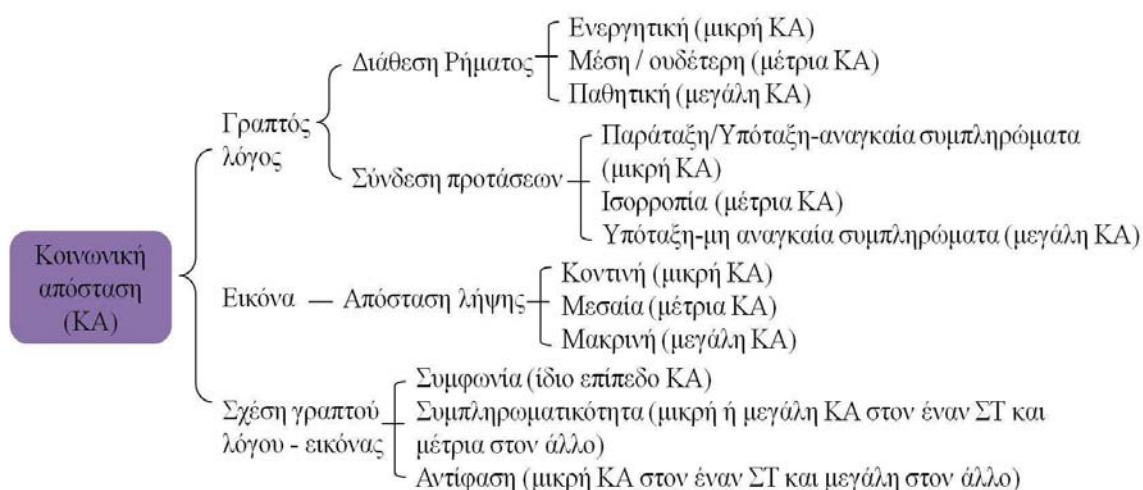 Κοινωνική
απόσταση
(ΚΑ)
Γραπτός
λόγος
Διάθεση Ρήματος
Ενεργητική (μικρή ΚΑ)
Μέση / ουδέτερη (μέτρια ΚΑ)
Παθητική (μεγάλη ΚΑ)
Σύνδεση προτάσεων
Παράταξη/Υπόταξη-αναγκαία συμπληρώματα
(μικρή ΚΑ)
Ισορροπία (μέτρια ΚΑ)
Υπόταξη-μη αναγκαία συμπληρώματα (μεγάλη ΚΑ)
Εικόνα
Απόσταση λήψης
Κοντινή (μικρή ΚΑ)
Μεσαία (μέτρια ΚΑ)
Μακρινή (μεγάλη ΚΑ)
Σχέση γραπτού
λόγου - εικόνας
Συμφωνία (ίδιο επίπεδο ΚΑ)
Συμπληρωματικότητα (μικρή ή μεγάλη ΚΑ στον έναν ΣΤ και
μέτρια στον άλλο)
Αντίφαση (μικρή ΚΑ στον έναν ΣΤ και μεγάλη στον άλλο)